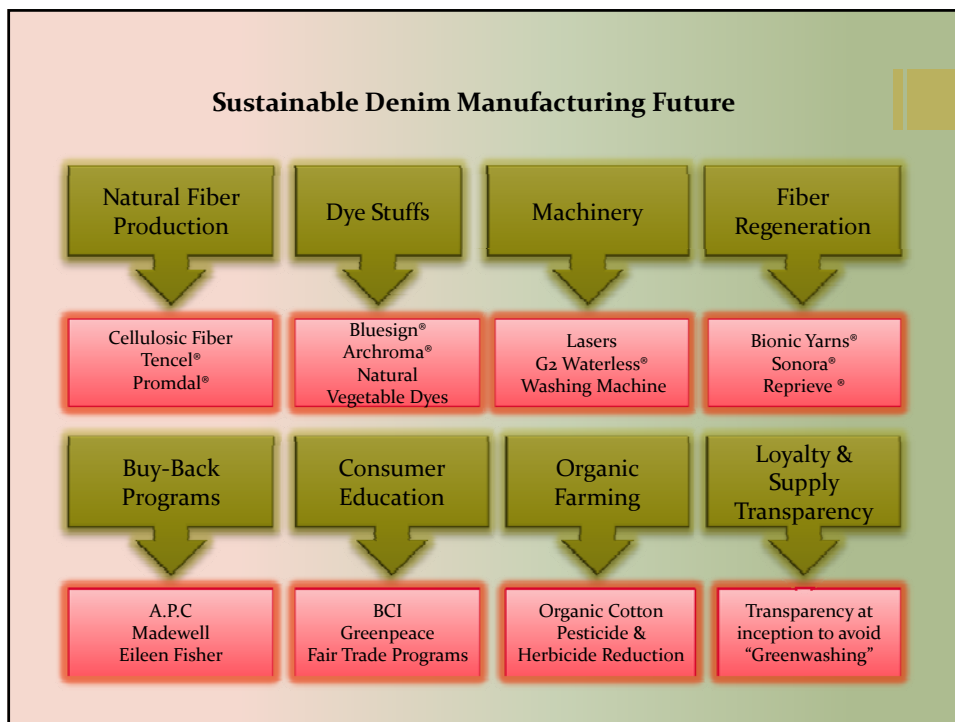 Sustainable Denim Manufacturing Future
Natural Fiber
Production
Cellulosic Fiber
Tencel®
Promdal®
Dye Stuffs
Bluesign®
Archroma®
Natural
Vegetable Dyes
Machinery
Lasers
G2 Waterless®
Washing Machine
Fiber
Regeneration
Bionic Yarns®
Sonora®
Reprieve ®
Buy-Back
Programs
A.P.C
Madewell
Eileen Fisher
Consumer
Education
BCI
Greenpeace
Fair Trade Programs
Organic
Farming
Organic Cotton
Pesticide &
Herbicide Reduction
Loyalty &
Supply
Transparency
Transparency at
inception to avoid
“Greenwashing”